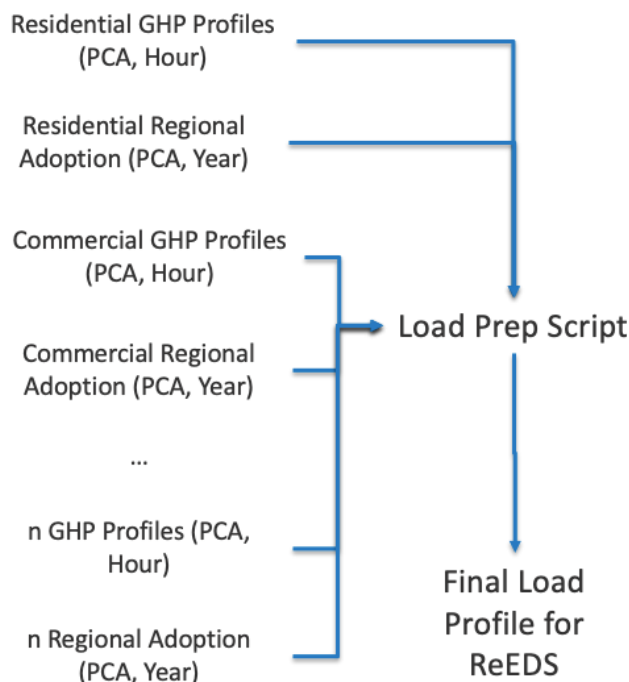 Residential GHP Profiles
(PCA, Hour)
Residential Regional
Adoption (PCA, Year)
Commercial GHP Profiles
(PCA, Hour)
Commercial Regional
Adoption (PCA, Year)
...
n GHP Profiles (PCA,
Hour)
n Regional Adoption
(PCA, Year)
Load Prep Script
Final Load
Profile for
ReEDS